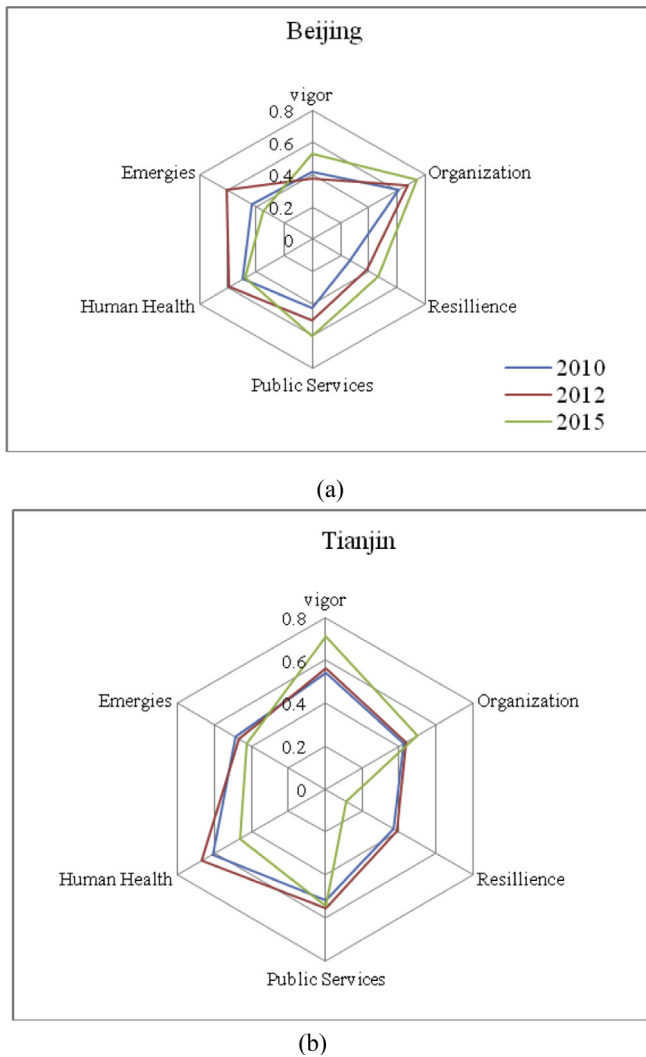 Beijing
vigor
0.8
0.6
0.4
0.2
0
Emergies
Organization
Human Health
Resillience
Public Services
2010
2012
2015
(a)
Tianjin
vigor
0.8
0.6
0.4
0.2
0
Emergies
Organization
Human Health
Resillience
Public Services
(b)